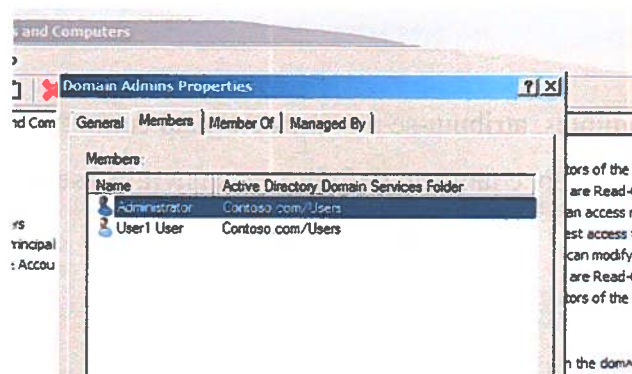 and Computers
Domain Admins Properties
General Members Member Of Managed By
Members:
Name Active Directory Domain Services Folder
Administrator Contoso.com/Users
User1 User Contoso.com/Users
nd Com
rs
rincipal
: Accou
tors of the
are Read-
an access
est access
can modify
are Read-
tors of the
n the doma